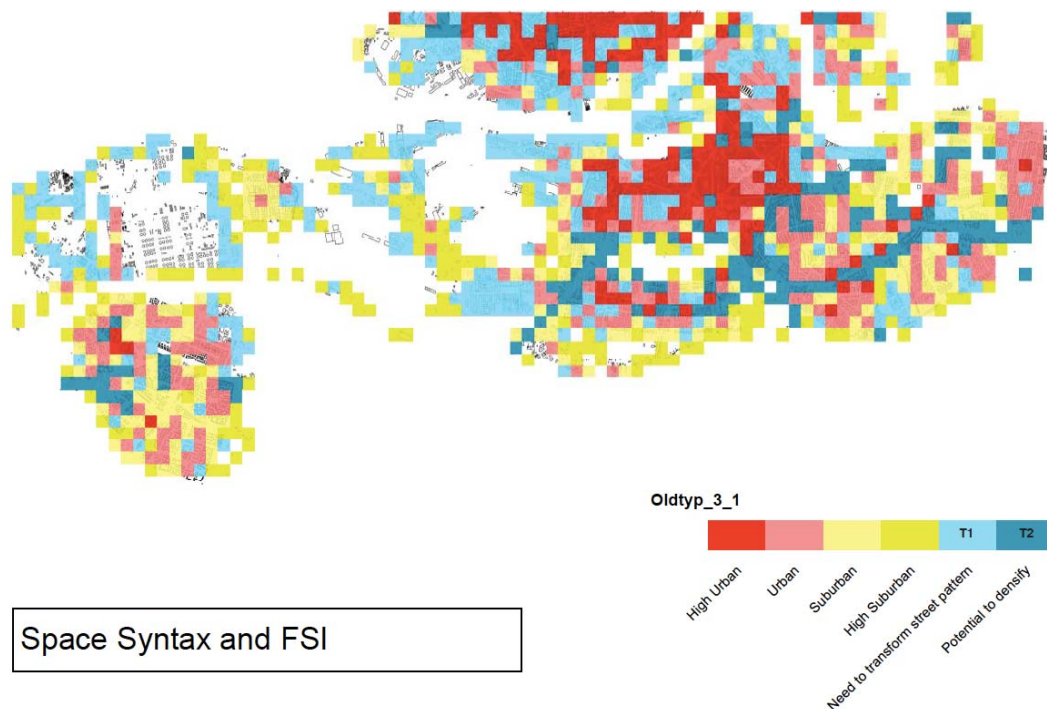 Oldtyp_3_1
T1 T2
High Urban
Urban
Suburban
High Suburban
Need to transform street pattern
Potential to densify
Space Syntax and FSI